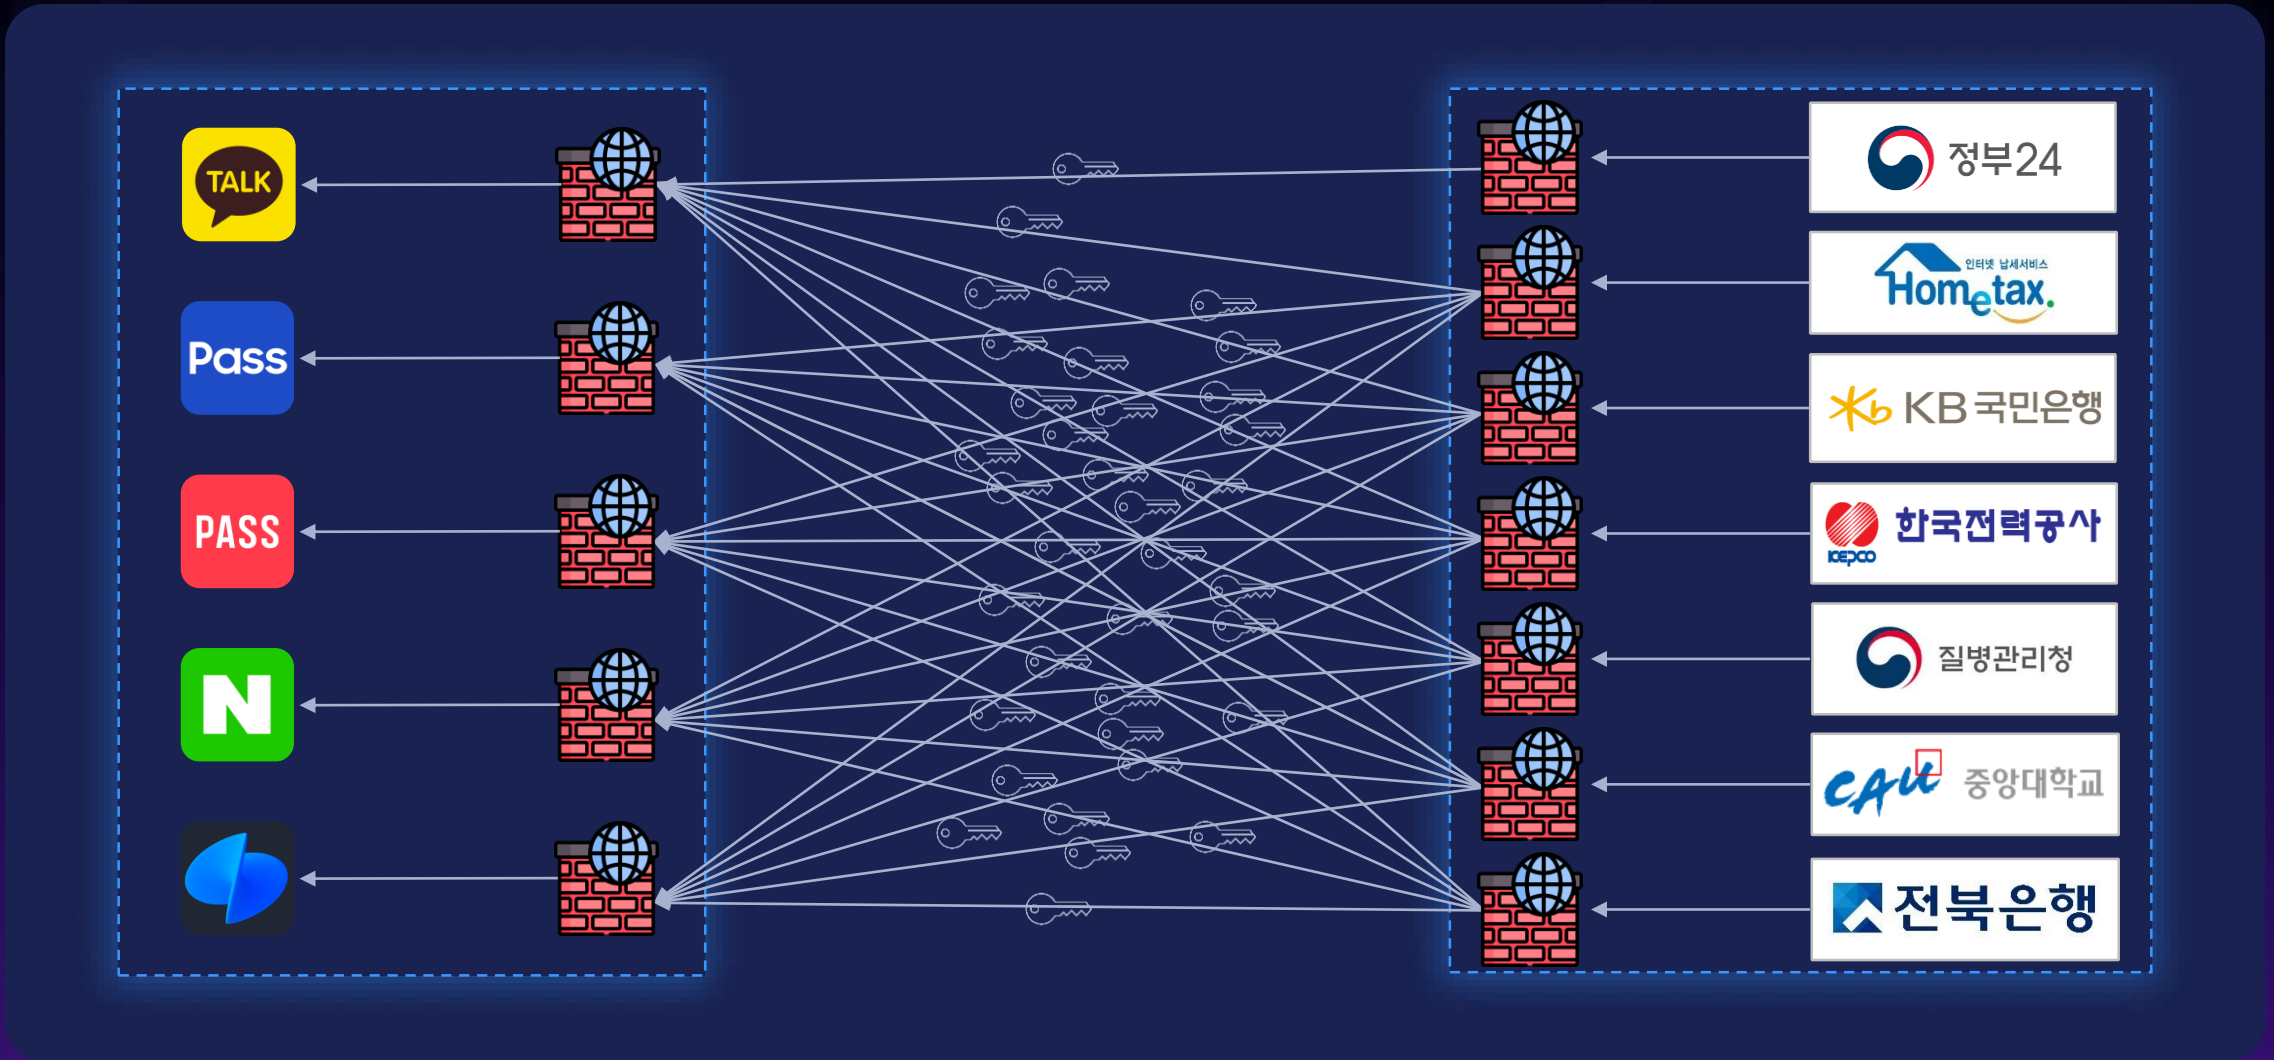 TALK
Pass
PASS
N
정부24
인터넷 납세서비스
Hometax.
Kb KB국민은행
KEPCO 한국전력공사
질병관리청
CAU 중앙대학교
전북은행